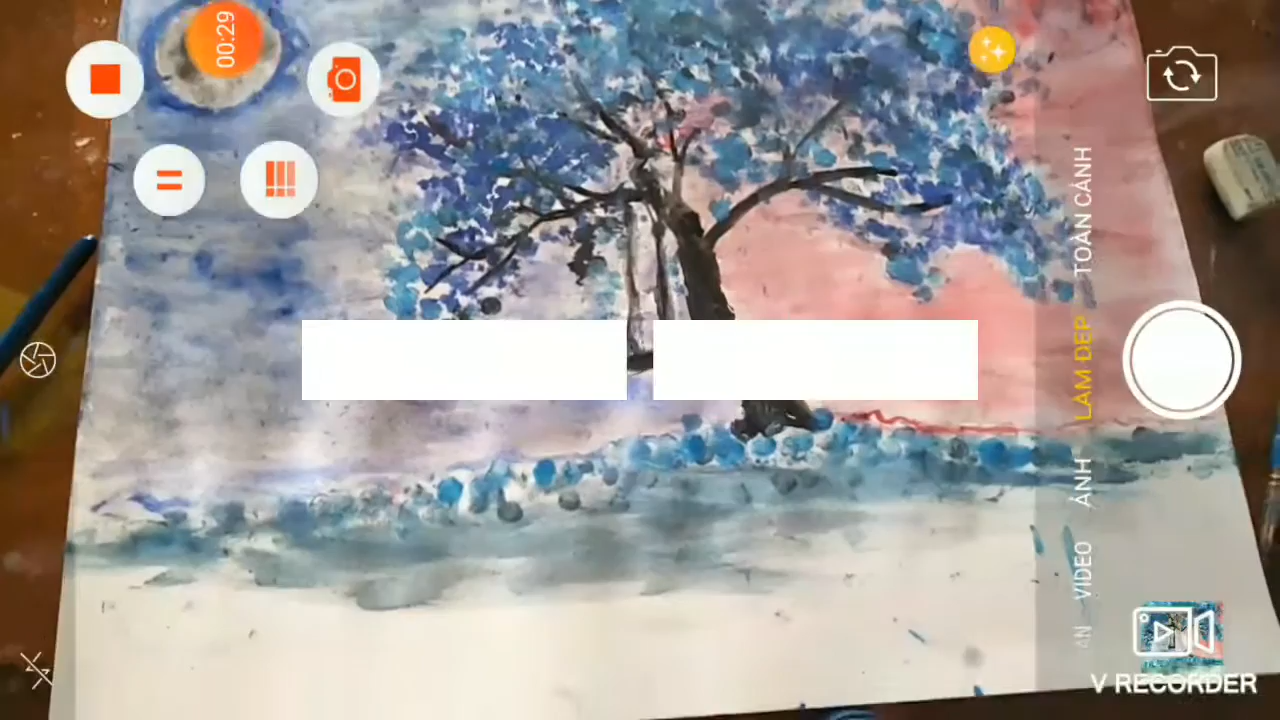 00:29
TOÀN CẢNH
LÀM ĐẸP
ẢNH
VIDEO
V RECORDER